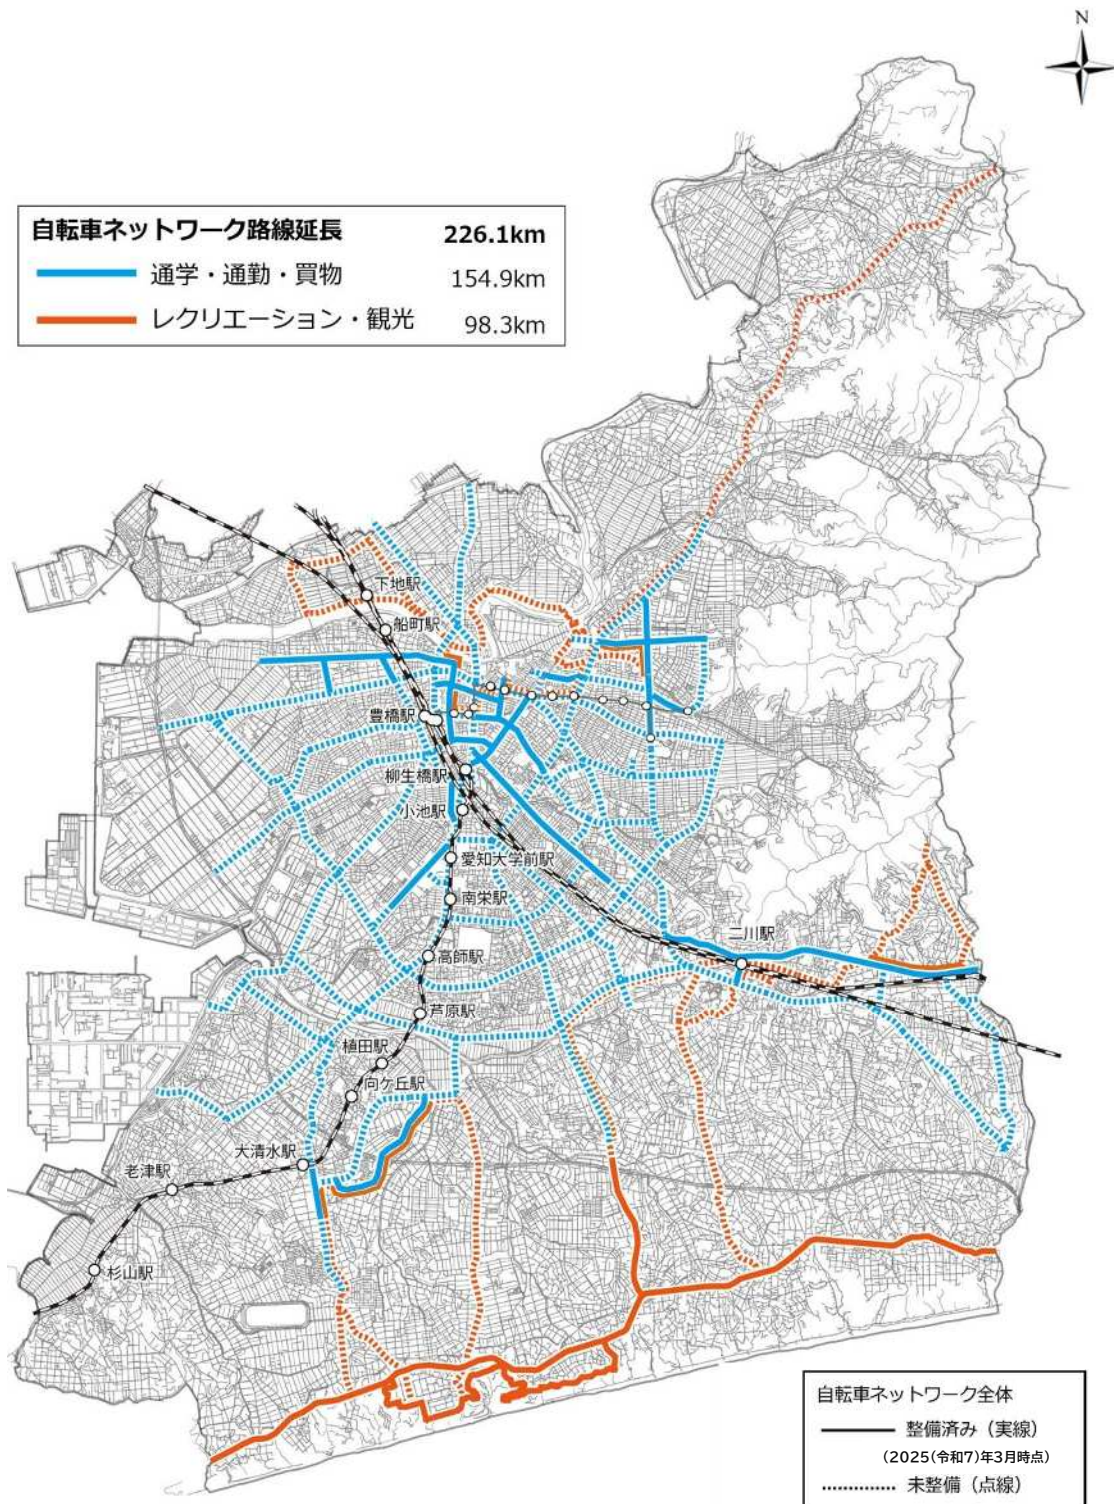 N
自転車ネットワーク路線延長 226.1km
通学・通勤・買物 154.9km
レクリエーション・観光 98.3km
下地駅
船町駅
豊橋駅
柳生橋駅
小池駅
愛知大学前駅
南栄駅
二川駅
高師駅
芦原駅
植田駅
向ケ丘駅
大清水駅
老津駅
杉山駅
自転車ネットワーク全体
整備済み（実線）
（2025(令和7)年3月時点）
未整備（点線）